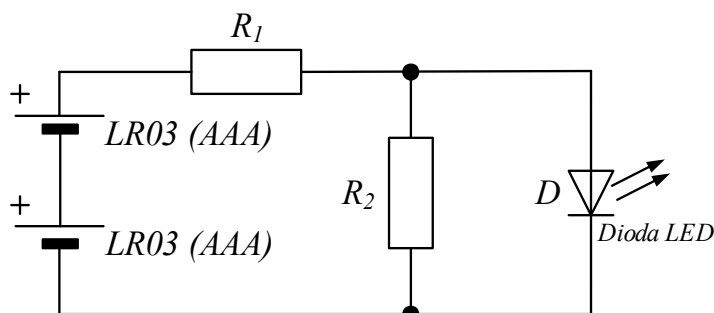 R1
+
LR03 (AAA)
+
LR03 (AAA)
R2
D
Dioda LED